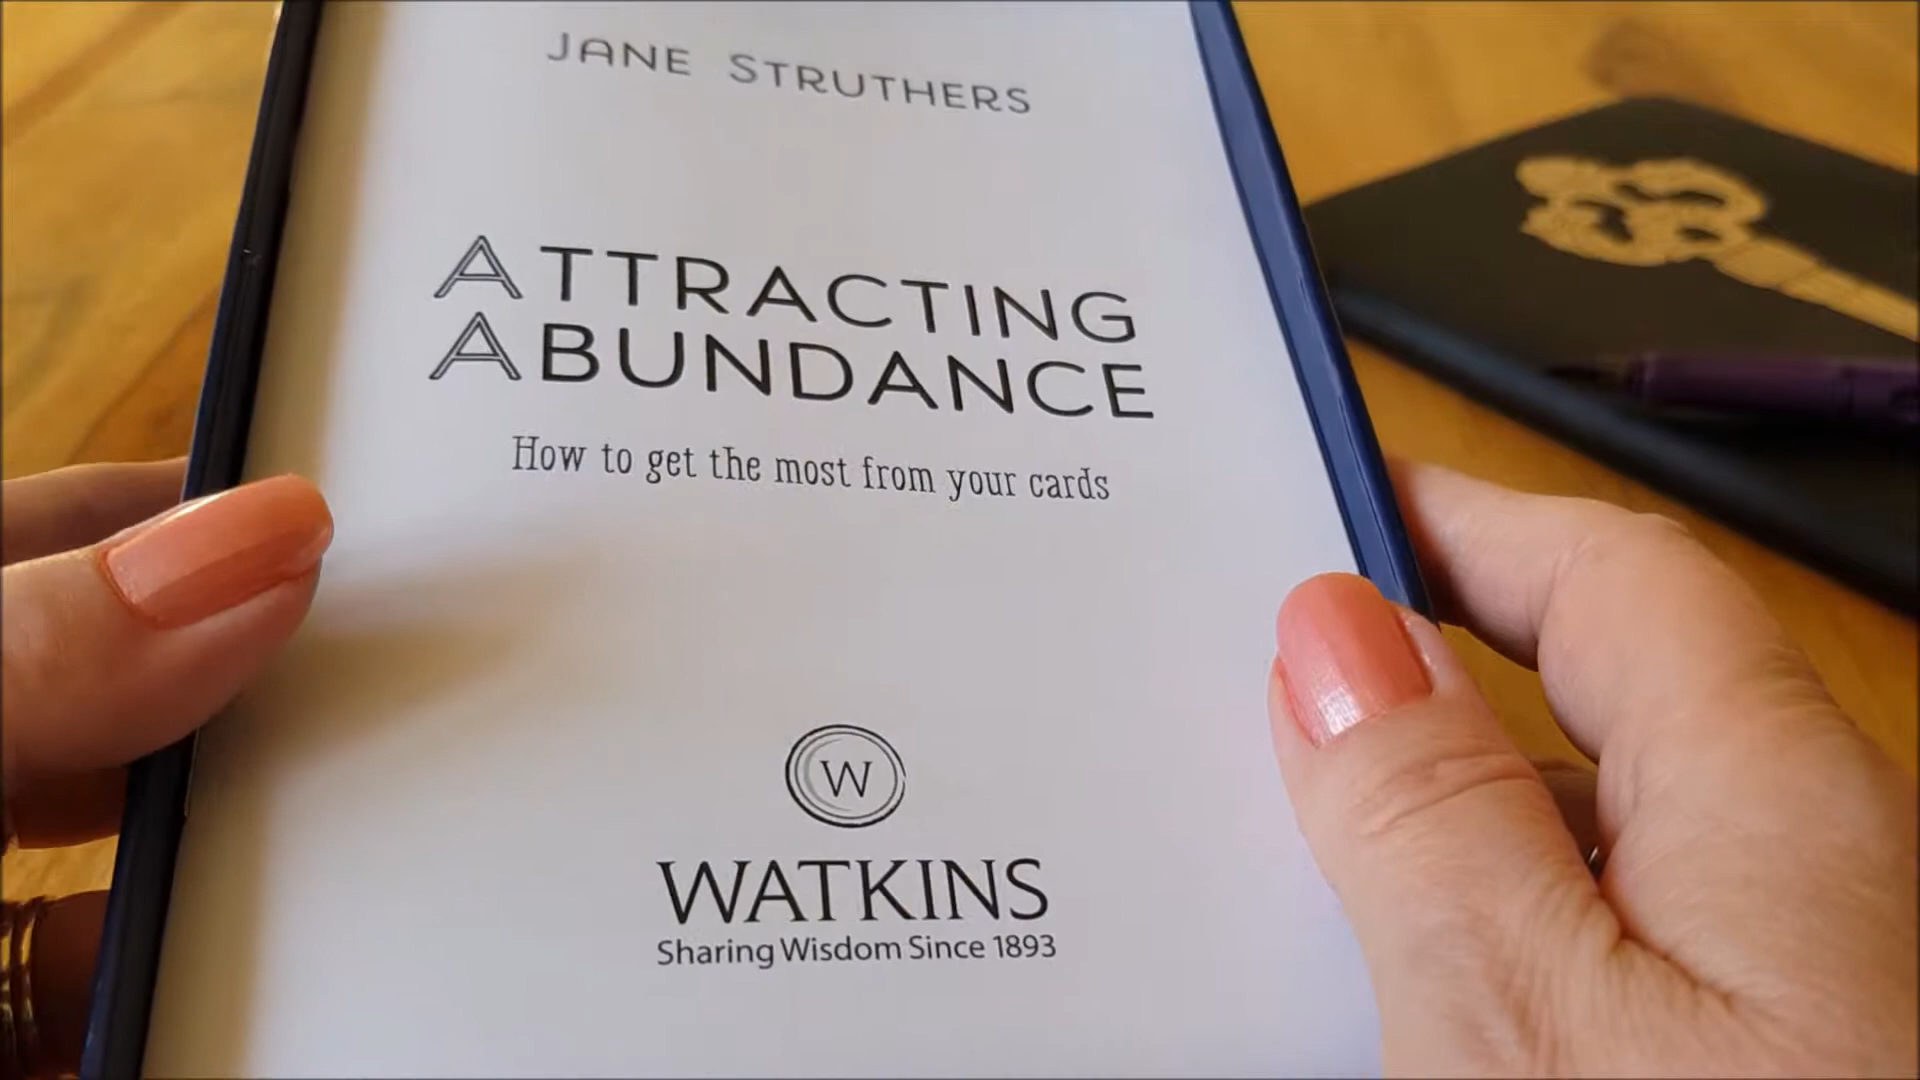 JANE STRUTHERS
ATTRACTING
ABUNDANCE
How to get the most from your cards
W
WATKINS
Sharing Wisdom Since 1893